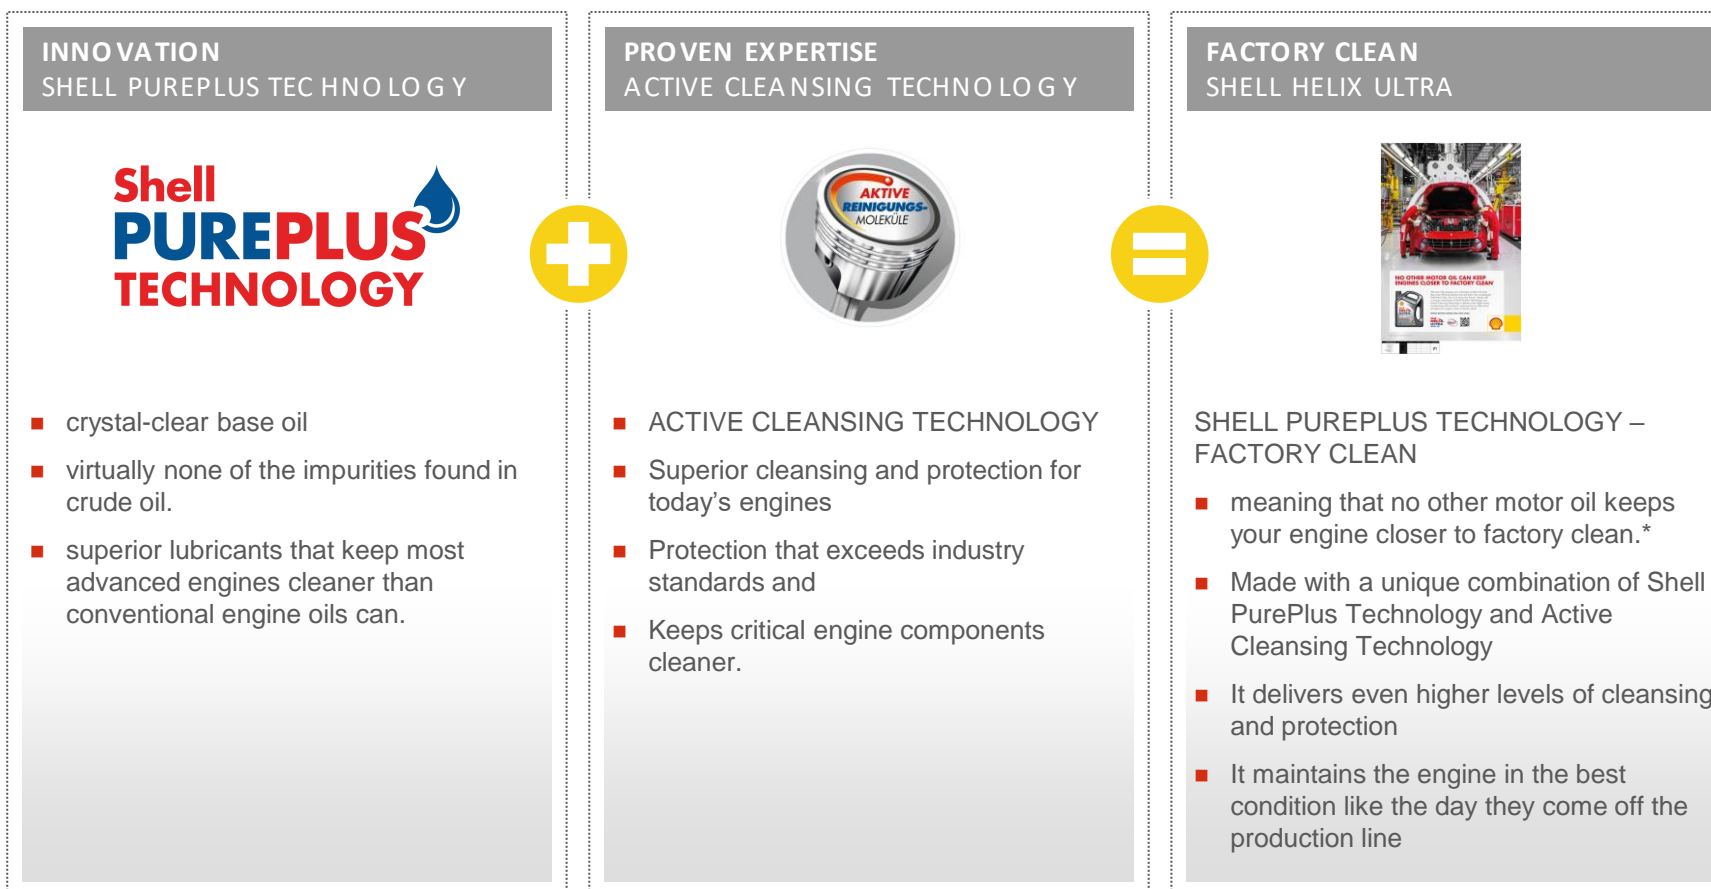 INNOVATION
SHELL PUREPLUS TECHNOLOGY
Shell
PUREPLUS
TECHNOLOGY
crystal-clear base oil
virtually none of the impurities found in
crude oil.
superior lubricants that keep most
advanced engines cleaner than
conventional engine oils can.
PROVEN EXPERTISE
ACTIVE CLEANSING TECHNOLOGY
AKTIVE
REINIGUNGS-
MOLEKÜLE
ACTIVE CLEANSING TECHNOLOGY
Superior cleansing and protection for
today's engines
Protection that exceeds industry
standards and
Keeps critical engine components
cleaner.
FACTORY CLEAN
SHELL HELIX ULTRA
NO OTHER MOTOR OIL CAN KEEP
ENGINES CLOSER TO FACTORY CLEAN
SHELL PUREPLUS TECHNOLOGY –
FACTORY CLEAN
meaning that no other motor oil keeps
your engine closer to factory clean.*
Made with a unique combination of Shell
PurePlus Technology and Active
Cleansing Technology
It delivers even higher levels of cleansing
and protection
It maintains the engine in the best
condition like the day they come off the
production line